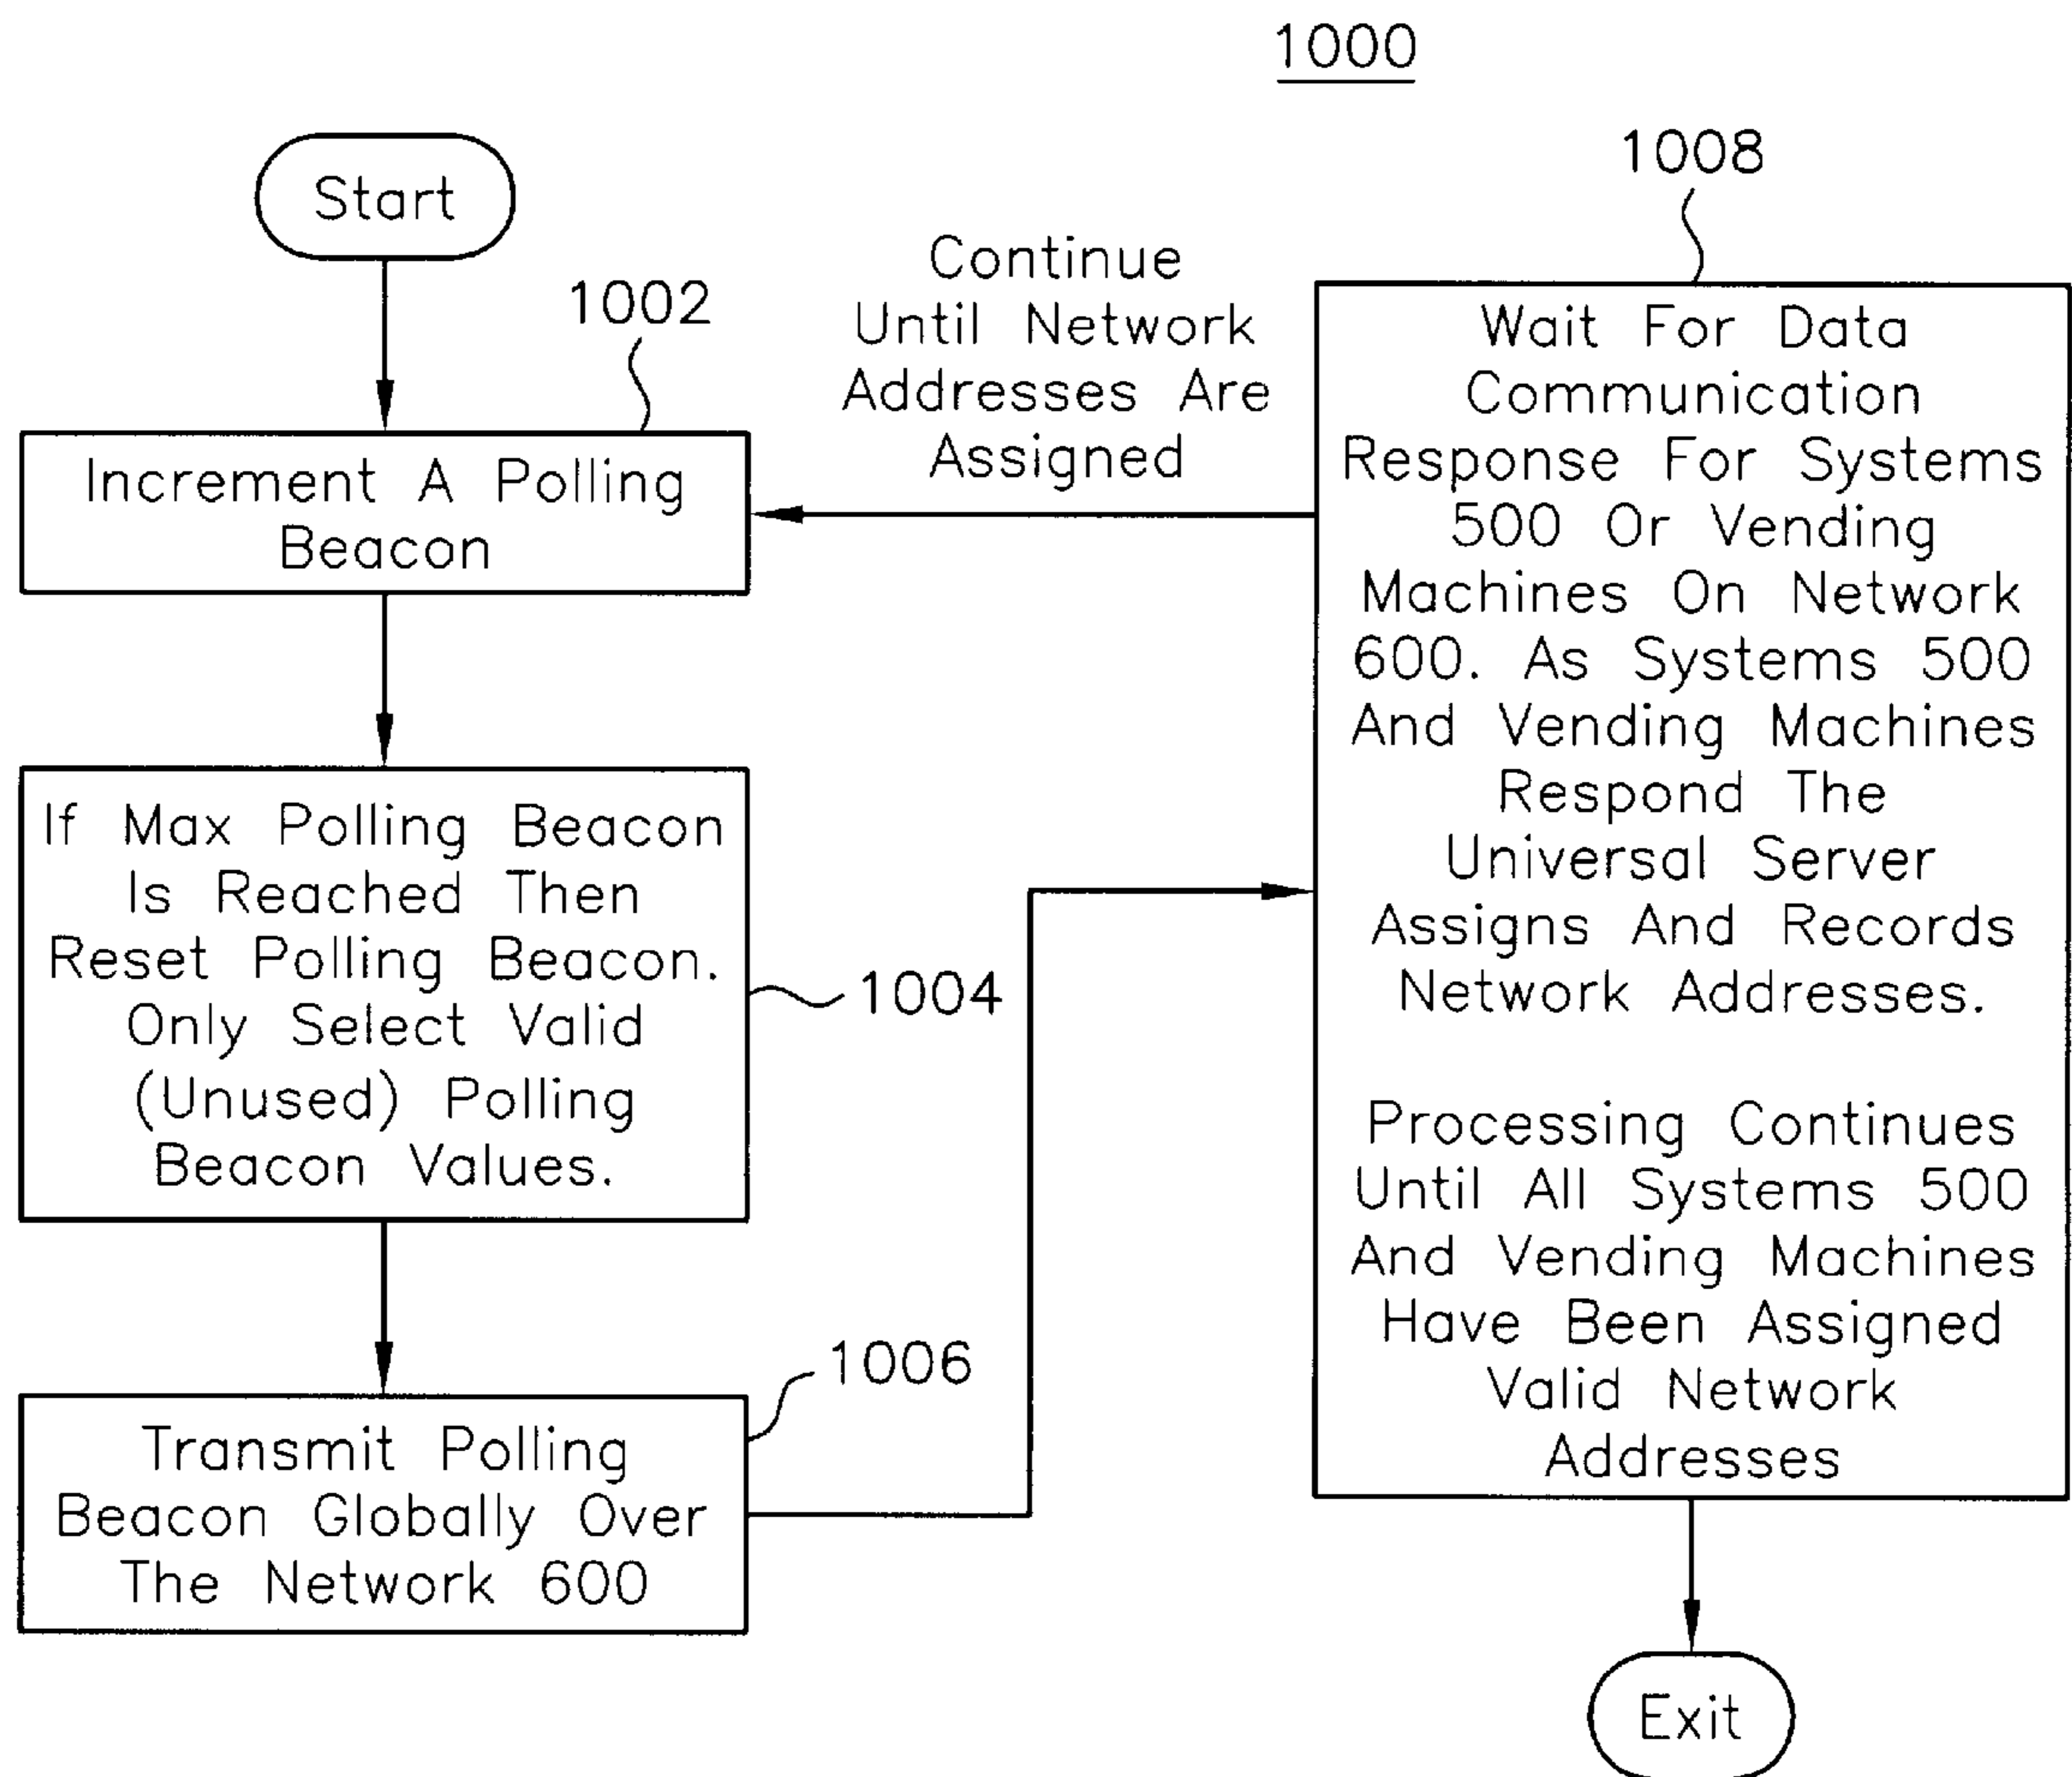 1000
Start
1002
Increment A Polling
Beacon
If Max Polling Beacon
Is Reached Then
Reset Polling Beacon.
Only Select Valid
(Unused) Polling
Beacon Values.
1004
Transmit Polling
Beacon Globally Over
The Network 600
1006
Continue
Until Network
Addresses Are
Assigned
1008
Wait For Data
Communication
Response For Systems
500 Or Vending
Machines On Network
600. As Systems 500
And Vending Machines
Respond The
Universal Server
Assigns And Records
Network Addresses.
Processing Continues
Until All Systems 500
And Vending Machines
Have Been Assigned
Valid Network
Addresses
Exit